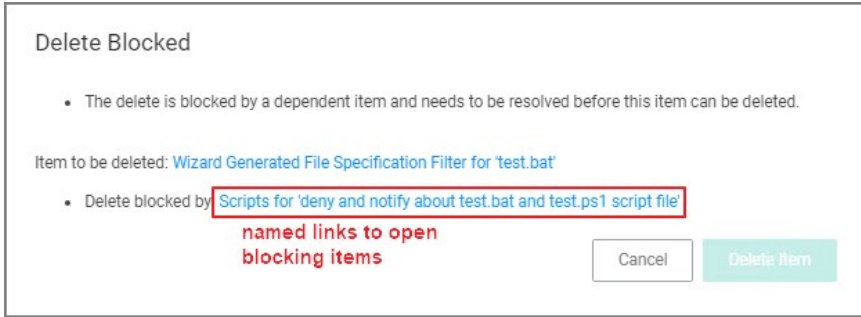 Delete Blocked
• The delete is blocked by a dependent item and needs to be resolved before this item can be deleted.
Item to be deleted: Wizard Generated File Specification Filter for 'test.bat'
• Delete blocked by Scripts for 'deny and notify about test.bat and test.ps1 script file'
named links to open
blocking items
Cancel
Delete Item